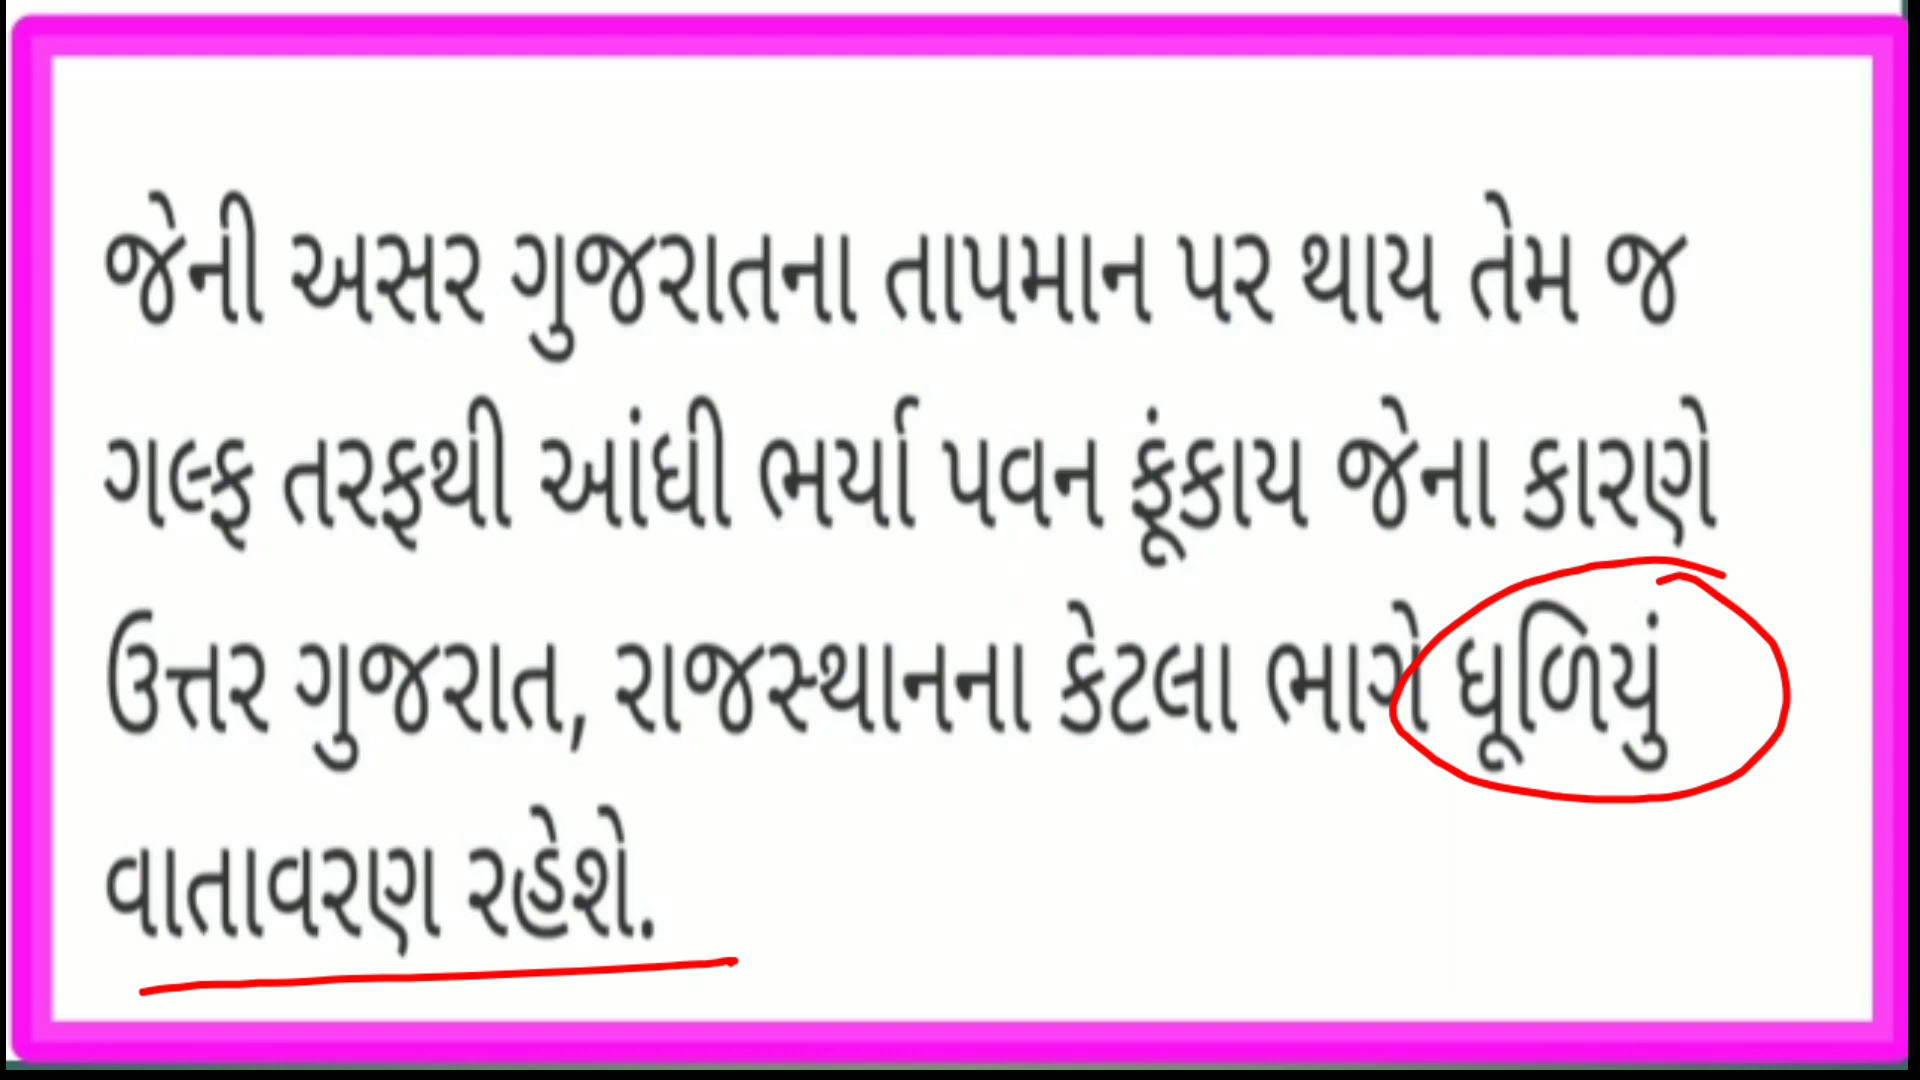 જેની અસર ગુજરાતના તાપમાન પર થાય તેમ જ
ગલ્ફ તરફથી આંધી ભર્યા પવન ફૂંકાય જેના કારણે
ઉત્તર ગુજરાત, રાજસ્થાનના કેટલા ભાગે ધૂળિયું
વાતાવરણ રહેશે.